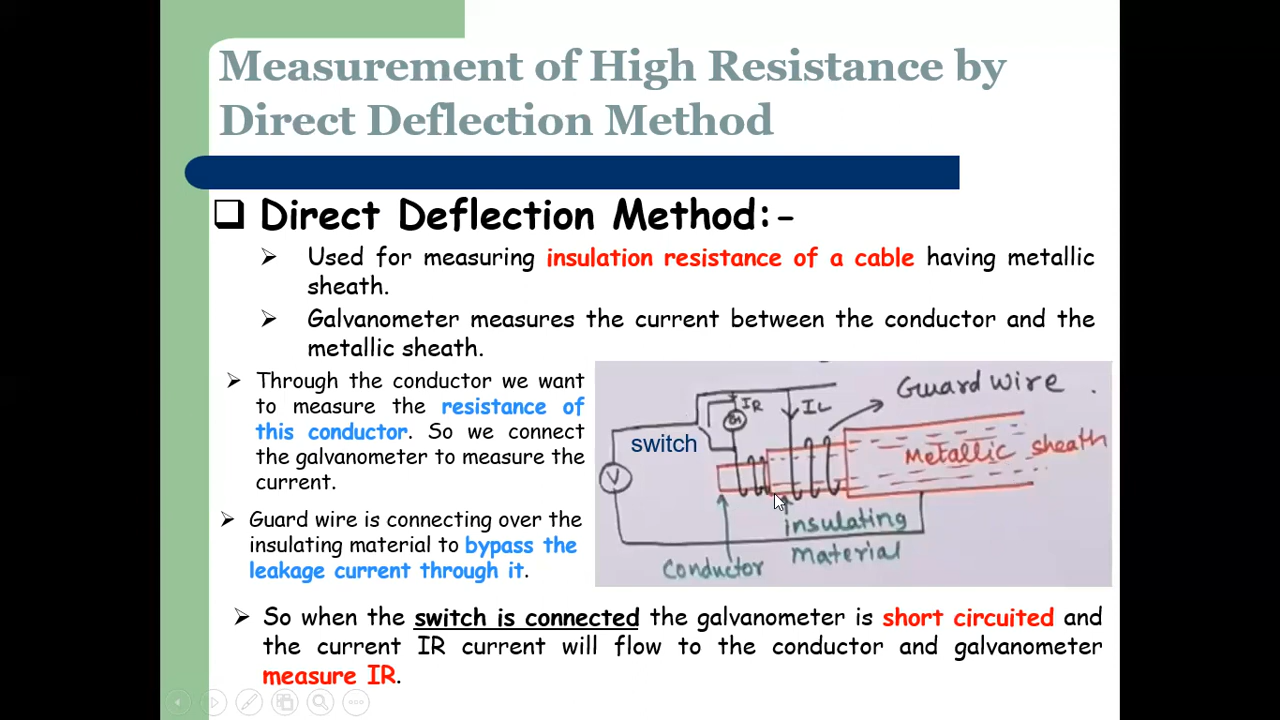 Measurement of High Resistance by
Direct Deflection Method
❑ Direct Deflection Method:-
➢ Used for measuring insulation resistance of a cable having metallic
sheath.
➢ Galvanometer measures the current between the conductor and the
metallic sheath.
➢ Through the conductor we want
to measure the resistance of
this conductor. So we connect
the galvanometer to measure the
current.
➢ Guard wire is connecting over the
insulating material to bypass the
leakage current through it.
IR
IL
Guard wire
switch
V
Metallic sheath
insulating
Material
Conductor
➢ So when the switch is connected the galvanometer is short circuited and
the current IR current will flow to the conductor and galvanometer
measure IR.